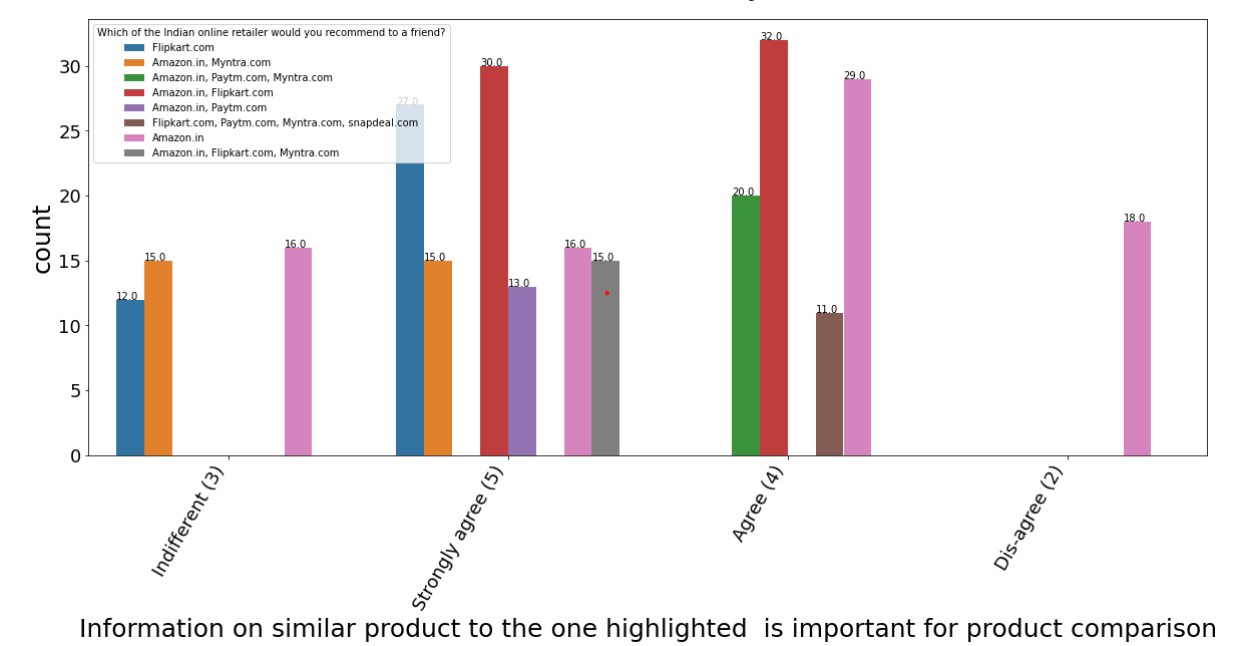 Which of the Indian online retailer would you recommend to a friend?
Flipkart.com
Amazon.in, Myntra.com
Amazon.in, Paytm.com, Myntra.com
Amazon.in, Flipkart.com
Amazon.in, Paytm.com
Flipkart.com, Paytm.com, Myntra.com, snapdeal.com
Amazon.in
Amazon.in, Flipkart.com, Myntra.com
count
30
25
20
15
10
5
0
12.0
15.0
16.0
27.0
15.0
30.0
13.0
16.0
15.0
20.0
32.0
11.0
29.0
18.0
Indifferent (3)
Strongly agree (5)
Agree (4)
Dis-agree (2)
Information on similar product to the one highlighted  is important for product comparison